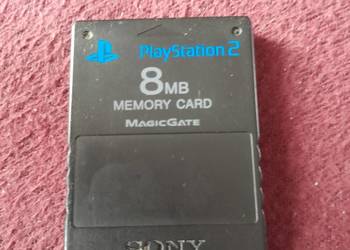 PlayStation 2
8MB
MEMORY CARD
MAGICGATE
SONY